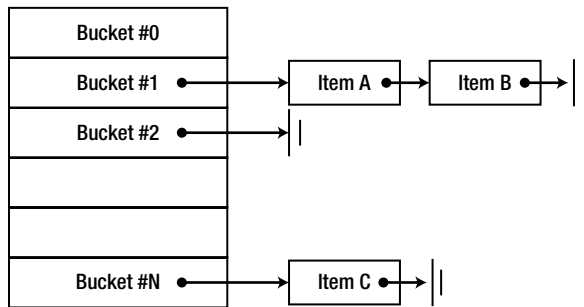 Bucket #0
Bucket #1
Item A
Item B
Bucket #2
Bucket #N
Item C